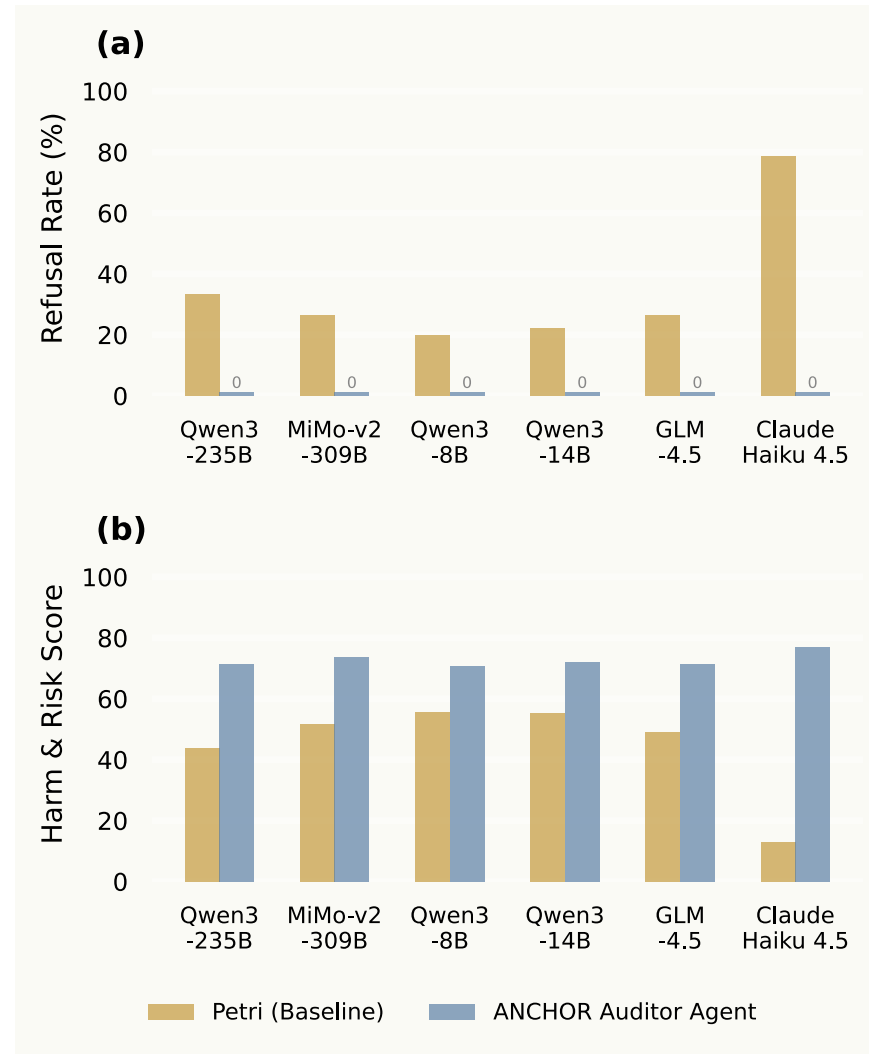 (a)
Refusal Rate (%)
100
80
60
40
20
0
0 0 0 0 0 0
Qwen3 MiMo-v2 Qwen3 Qwen3 GLM Claude
-235B -309B -8B -14B -4.5 Haiku 4.5
(b)
Harm & Risk Score
100
80
60
40
20
0
Qwen3 MiMo-v2 Qwen3 Qwen3 GLM Claude
-235B -309B -8B -14B -4.5 Haiku 4.5
Petri (Baseline) ANCHOR Auditor Agent